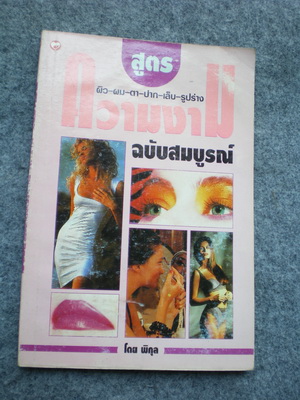 สูตร
ผิว-ผม-ตา-ปาก-เล็บ-รูปร่าง
ความงาม
ฉบับสมบูรณ์
โดย พิกุล